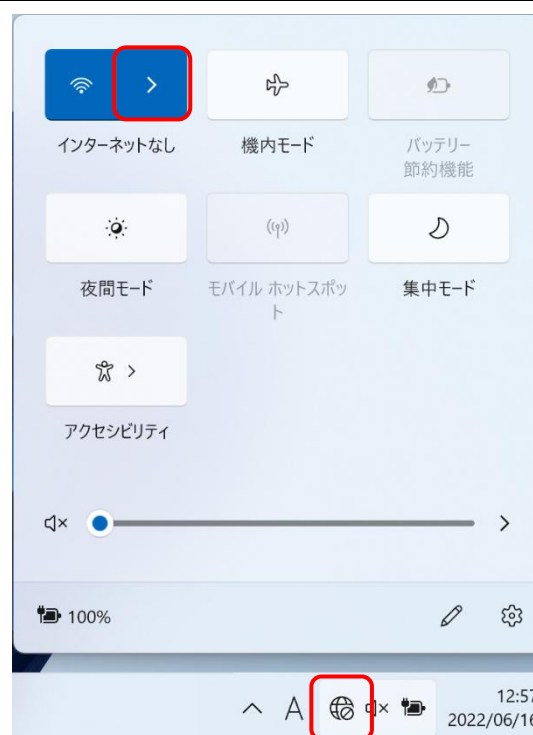 インターネットなし
機内モード
バッテリー
節約機能
夜間モード
モバイル ホットスポッ
ト
集中モード
アクセシビリティ
100%
A
12:57
2022/06/16